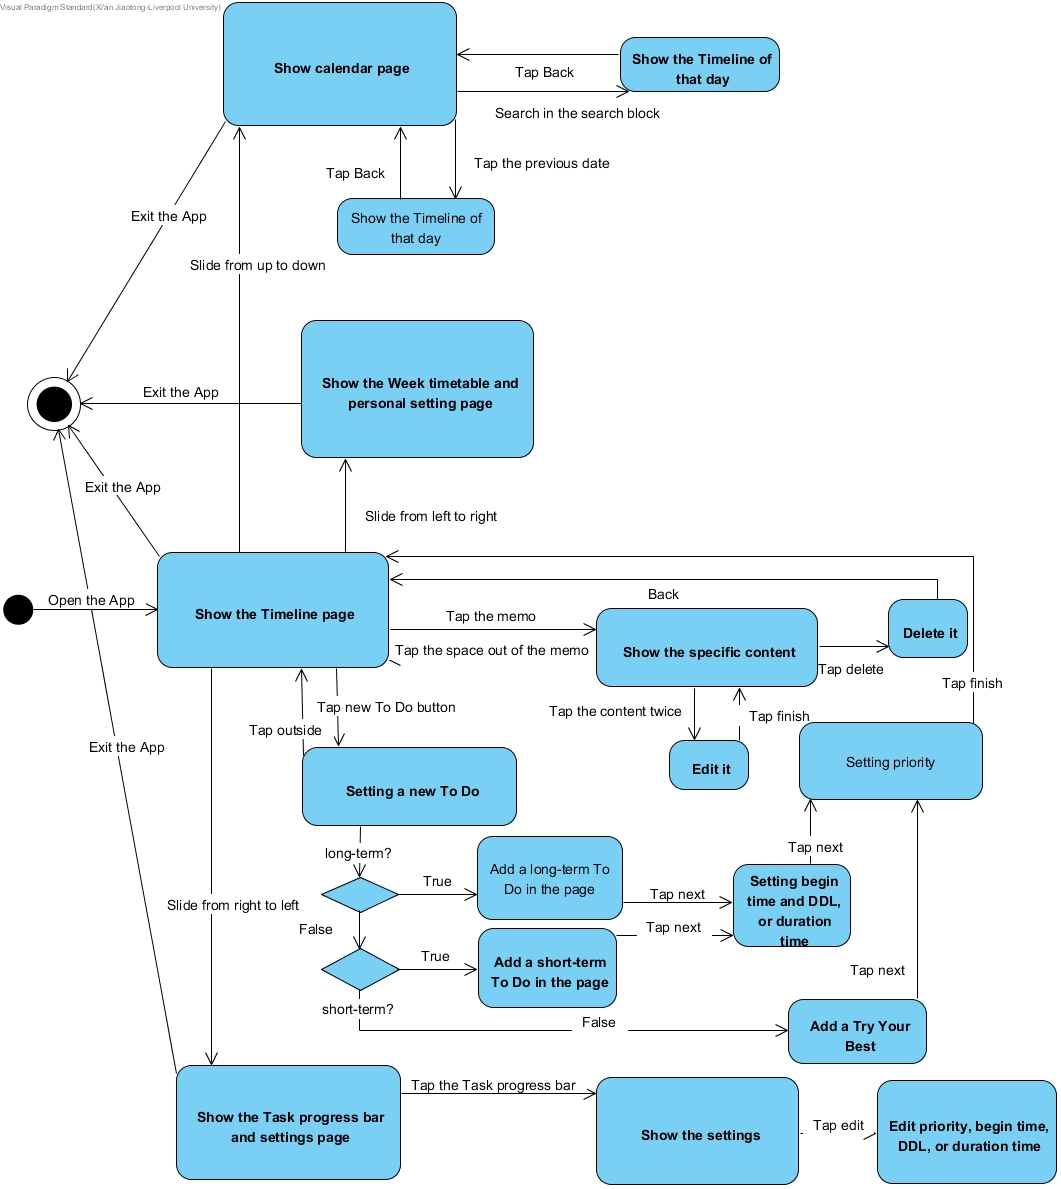 Visual Paradigm Standard(Xi'an Jiaotong-Liverpool University)
Show calendar page
Show the Timeline of
that day
Tap Back
Search in the search block
Tap the previous date
Tap Back
Show the Timeline of
that day
Exit the App
Slide from up to down
Show the Week timetable and
personal setting page
Exit the App
Exit the App
Slide from left to right
Open the App
Show the Timeline page
Back
Tap the memo
Tap the space out of the memo
Show the specific content
Delete it
Tap delete
Tap finish
Tap new To Do button
Tap outside
Tap the content twice
Tap finish
Exit the App
Edit it
Setting priority
Setting a new To Do
long-term?
Tap next
True
Add a long-term To
Do in the page
Tap next
Setting begin
time and DDL,
or duration
time
Slide from right to left
False
Tap next
True
Add a short-term
To Do in the page
Tap next
short-term?
False
Add a Try Your
Best
Tap the Task progress bar
Show the Task progress bar
and settings page
Show the settings
Tap edit
Edit priority, begin time,
DDL, or duration time